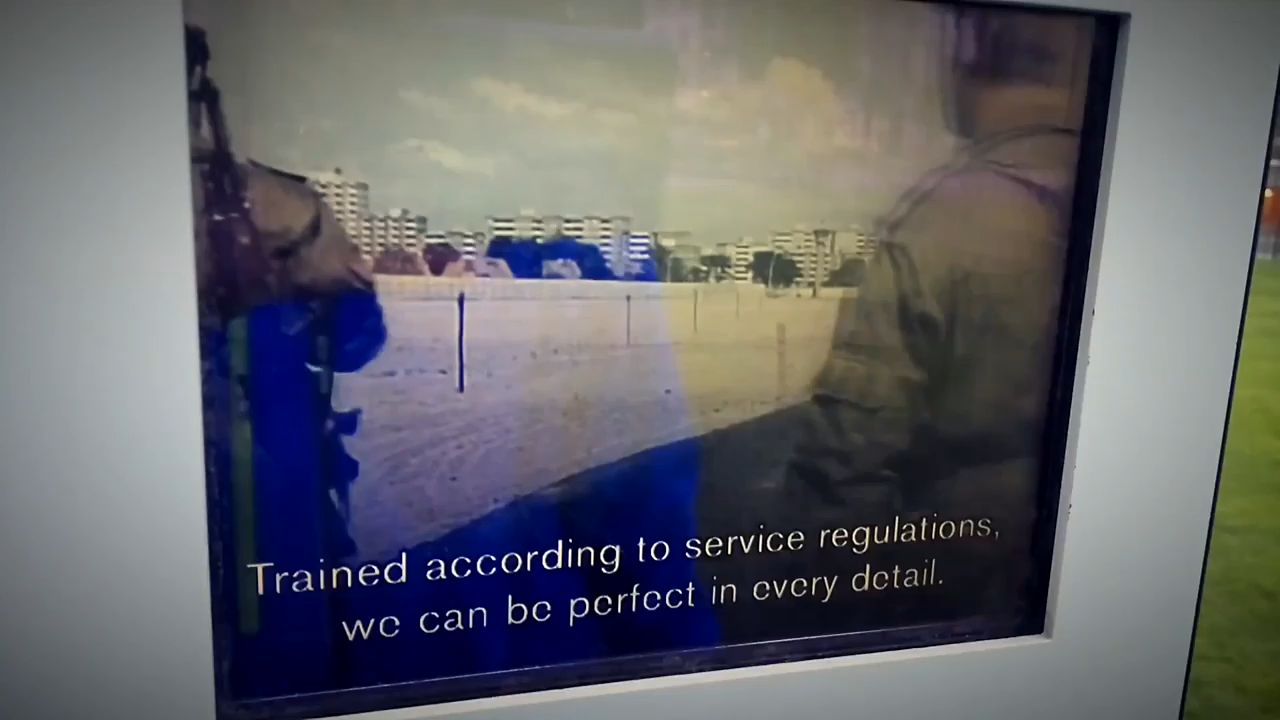 Trained according to service regulations,
we can be perfect in every detail.